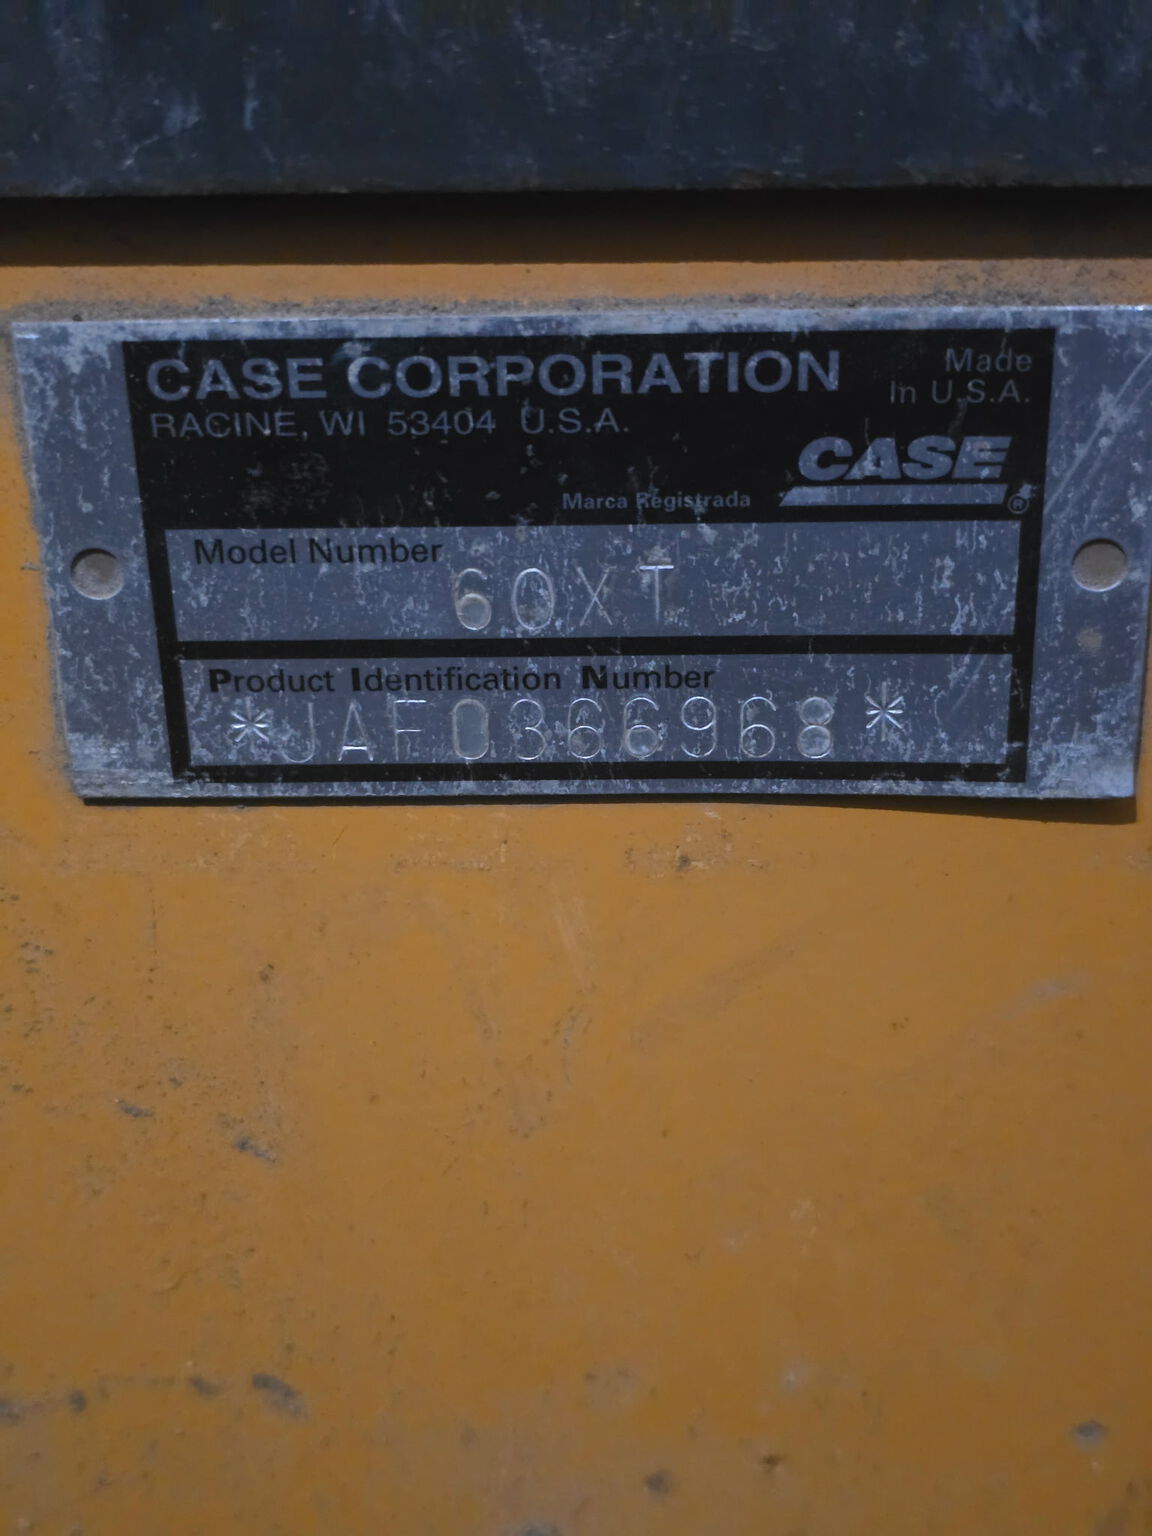 CASE CORPORATION
RACINE, WI 53404 U.S.A.
Made
In U.S.A.
CASE
Marca Registrada ®
Model Number
60XT
Product Identification Number
*JAF0366968*